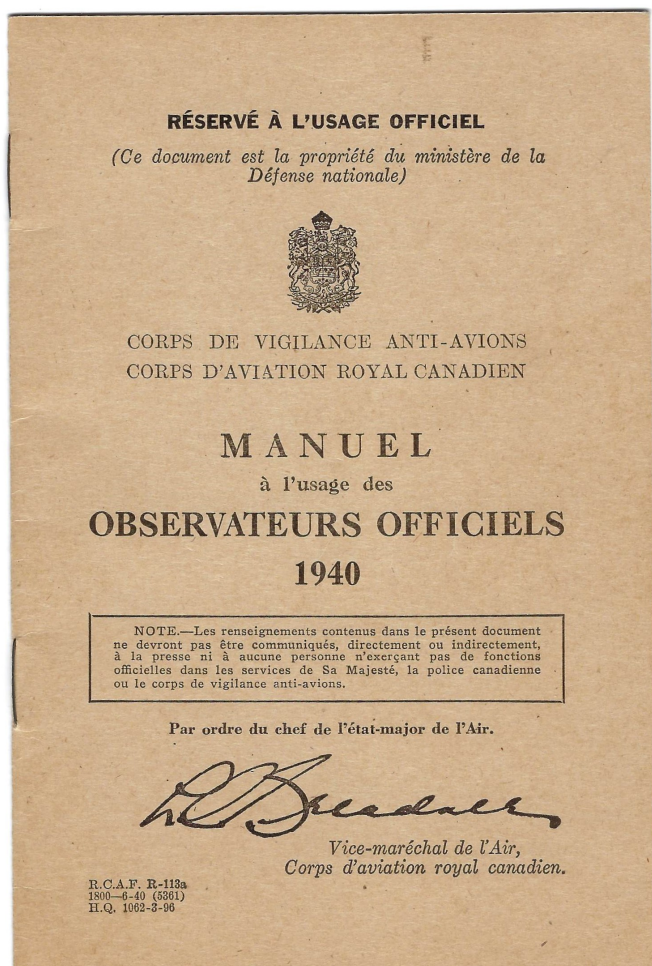 RÉSERVÉ À L'USAGE OFFICIEL
(Ce document est la propriété du ministère de la
Défense nationale)
CORPS DE VIGILANCE ANTI-AVIONS
CORPS D'AVIATION ROYAL CANADIEN
MANUEL
à l'usage des
OBSERVATEURS OFFICIELS
1940
NOTE.—Les renseignements contenus dans le présent document
ne devront pas être communiqués, directement ou indirectement,
à la presse ni à aucune personne n'exerçant pas de fonctions
officielles dans les services de Sa Majesté, la police canadienne
ou le corps de vigilance anti-avions.
Par ordre du chef de l'état-major de l'Air.
Vice-maréchal de l'Air,
Corps d'aviation royal canadien.
R.C.A.F. R-113a
1800—6-40 (5361)
H.Q. 1062-3-96